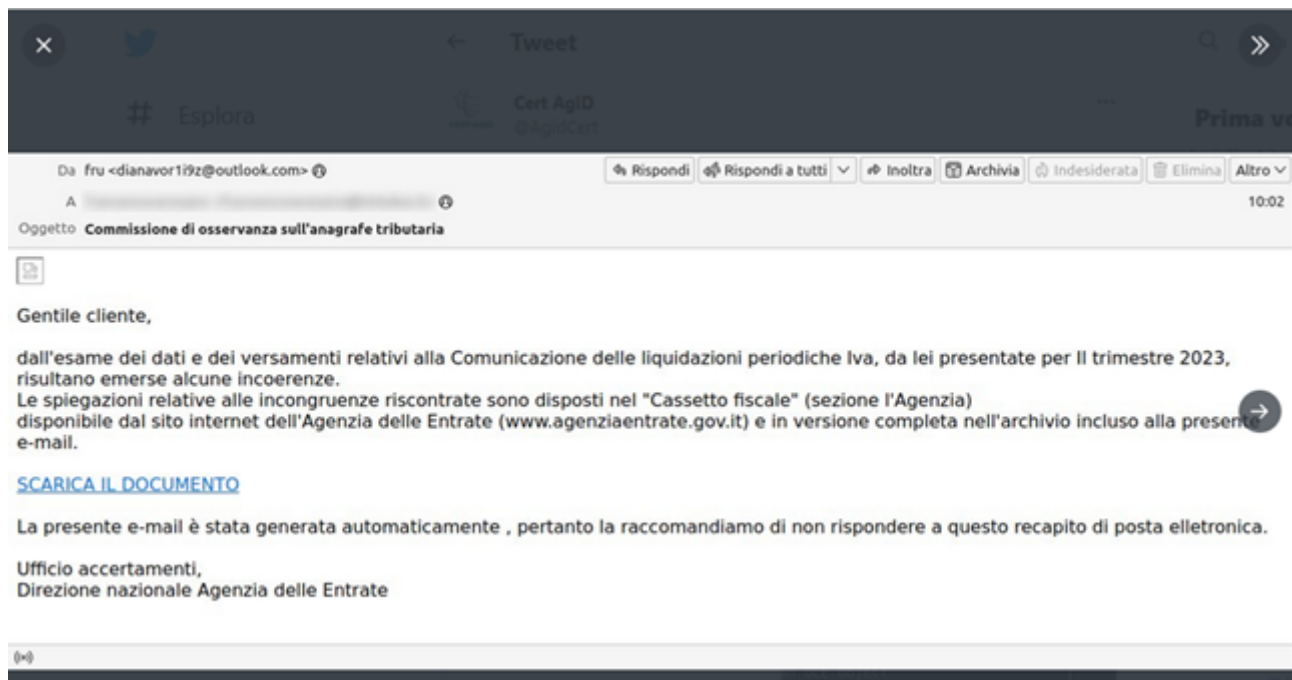 Tweet
Esplora
Cert AgID
@AgidCert
Prima vo
Da fru <dianavor1i9z@outlook.com>
Rispondi Rispondi a tutti Inoltra Archivia Indesiderata Elimina Altro
A
10:02
Oggetto Commissione di osservanza sull'anagrafe tributaria
Gentile cliente,
dall'esame dei dati e dei versamenti relativi alla Comunicazione delle liquidazioni periodiche Iva, da lei presentate per Il trimestre 2023,
risultano emerse alcune incoerenze.
Le spiegazioni relative alle incongruenze riscontrate sono disposti nel "Cassetto fiscale" (sezione l'Agenzia)
disponibile dal sito internet dell'Agenzia delle Entrate (www.agenziaentrate.gov.it) e in versione completa nell'archivio incluso alla presente
e-mail.
SCARICA IL DOCUMENTO
La presente e-mail è stata generata automaticamente , pertanto la raccomandiamo di non rispondere a questo recapito di posta elletronica.
Ufficio accertamenti,
Direzione nazionale Agenzia delle Entrate